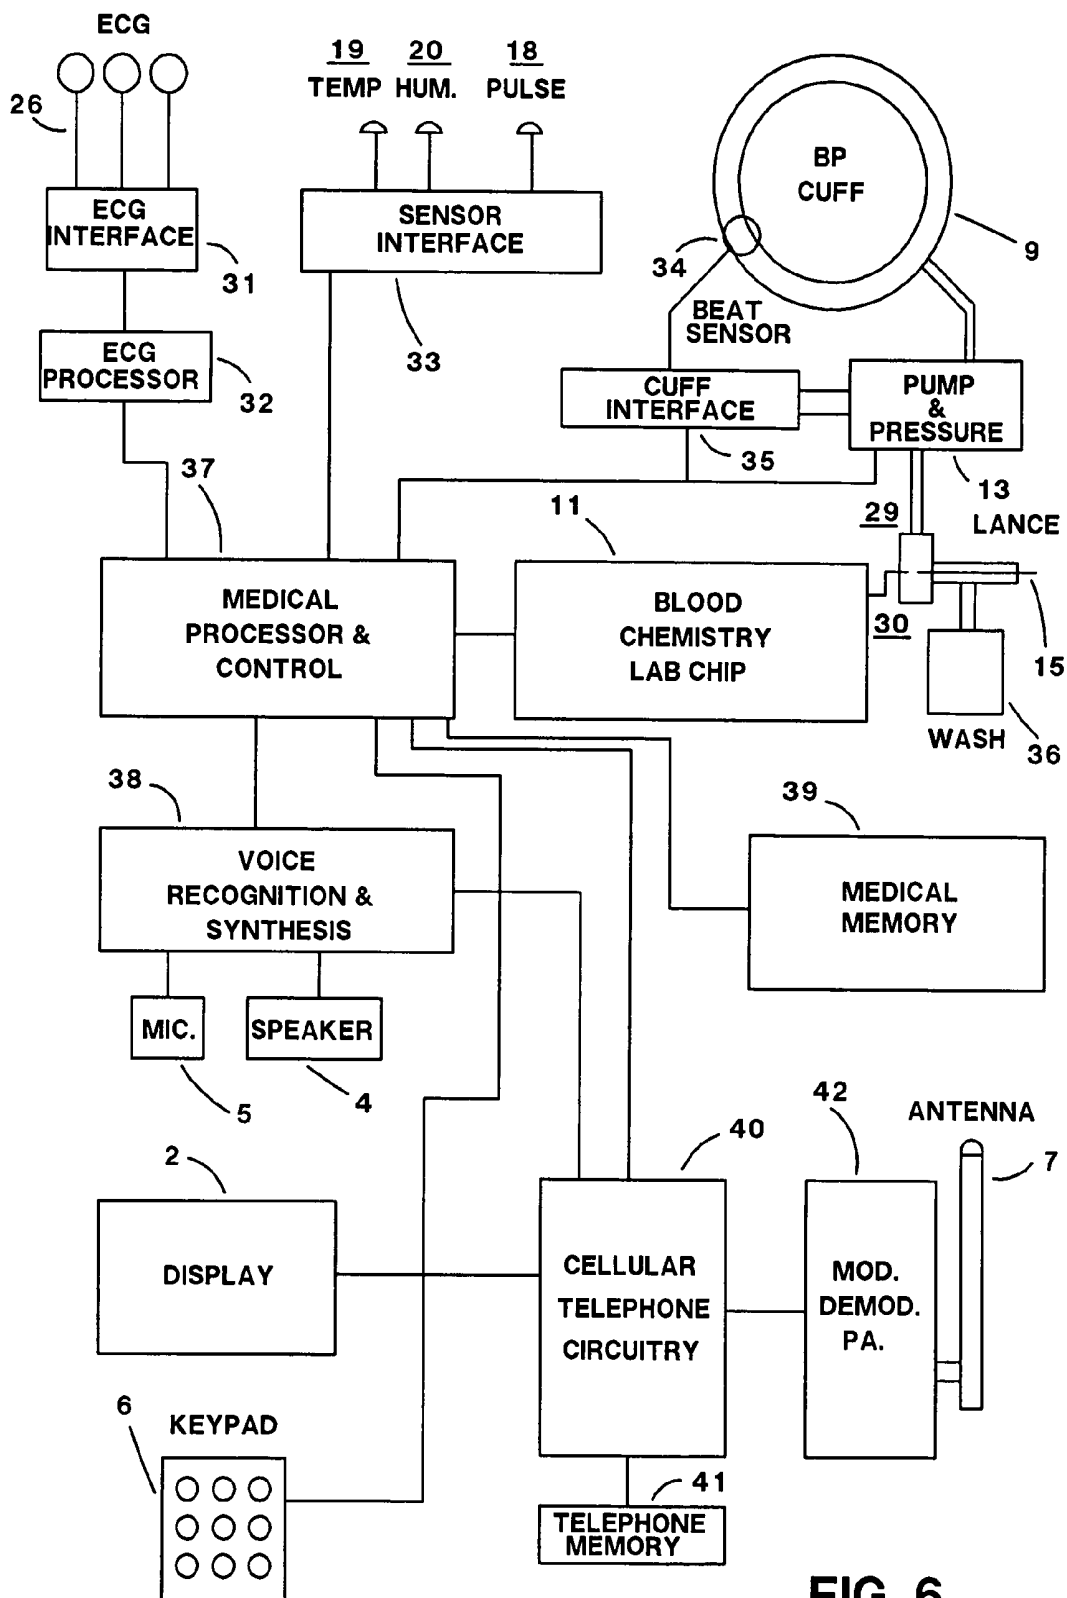 ECG
19 20 18
TEMP HUM. PULSE
26
BP
CUFF
ECG
INTERFACE
SENSOR
INTERFACE
9
31
34
33
BEAT
SENSOR
ECG
PROCESSOR
32
CUFF
INTERFACE
PUMP
&
PRESSURE
35
37
13
11
29
LANCE
MEDICAL
PROCESSOR &
CONTROL
BLOOD
CHEMISTRY
LAB CHIP
30
15
WASH
36
38
39
VOICE
RECOGNITION &
SYNTHESIS
MEDICAL
MEMORY
MIC.
SPEAKER
5
4
42
ANTENNA
40
2
7
DISPLAY
CELLULAR
TELEPHONE
CIRCUITRY
MOD.
DEMOD.
PA.
6
KEYPAD
41
TELEPHONE
MEMORY
FIG. 6